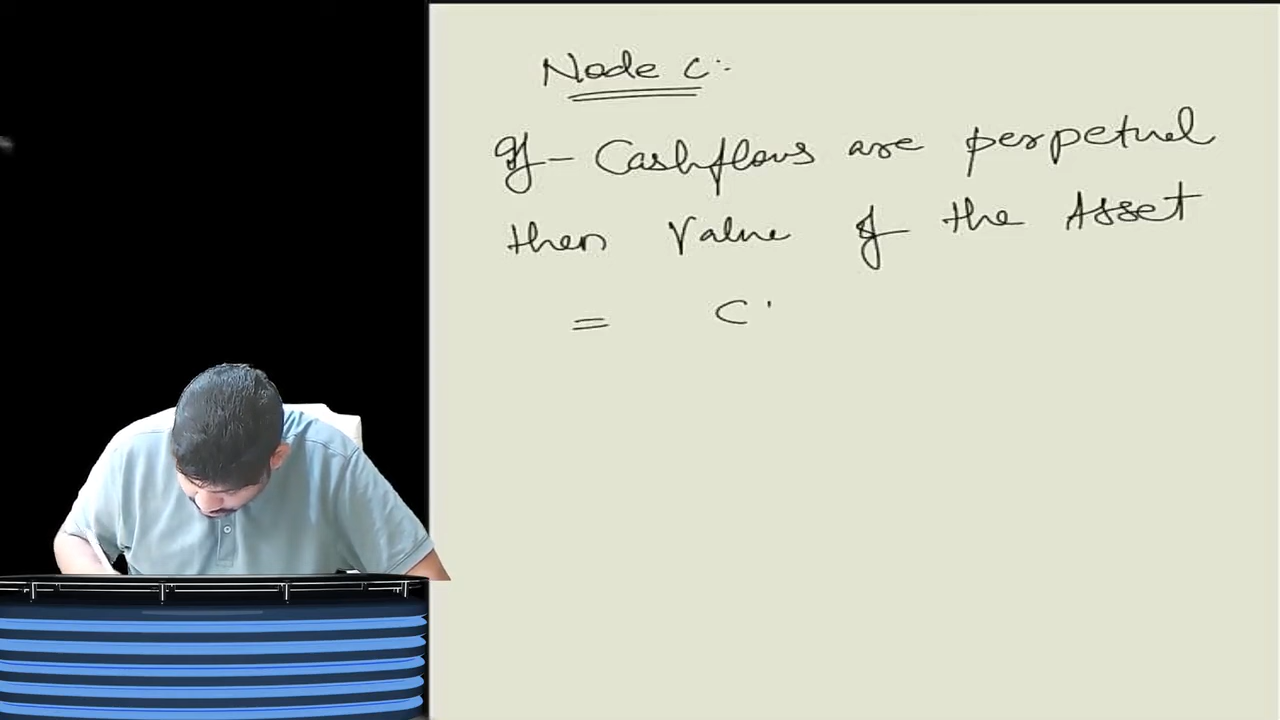 Node C:-
If Cashflows are perpetual
then Value of the Asset
= C